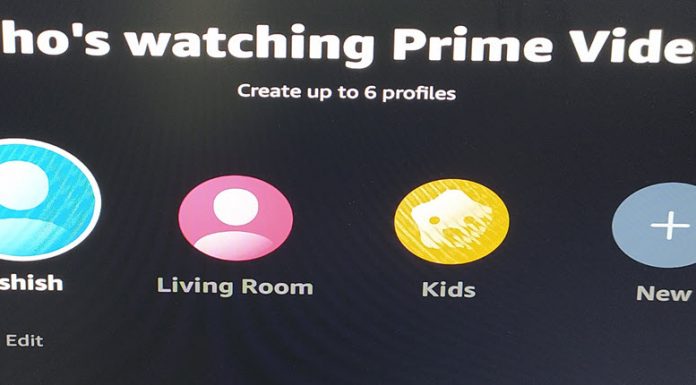 ho's watching Prime Vide
Create up to 6 profiles
shish
Living Room
Kids
New
Edit